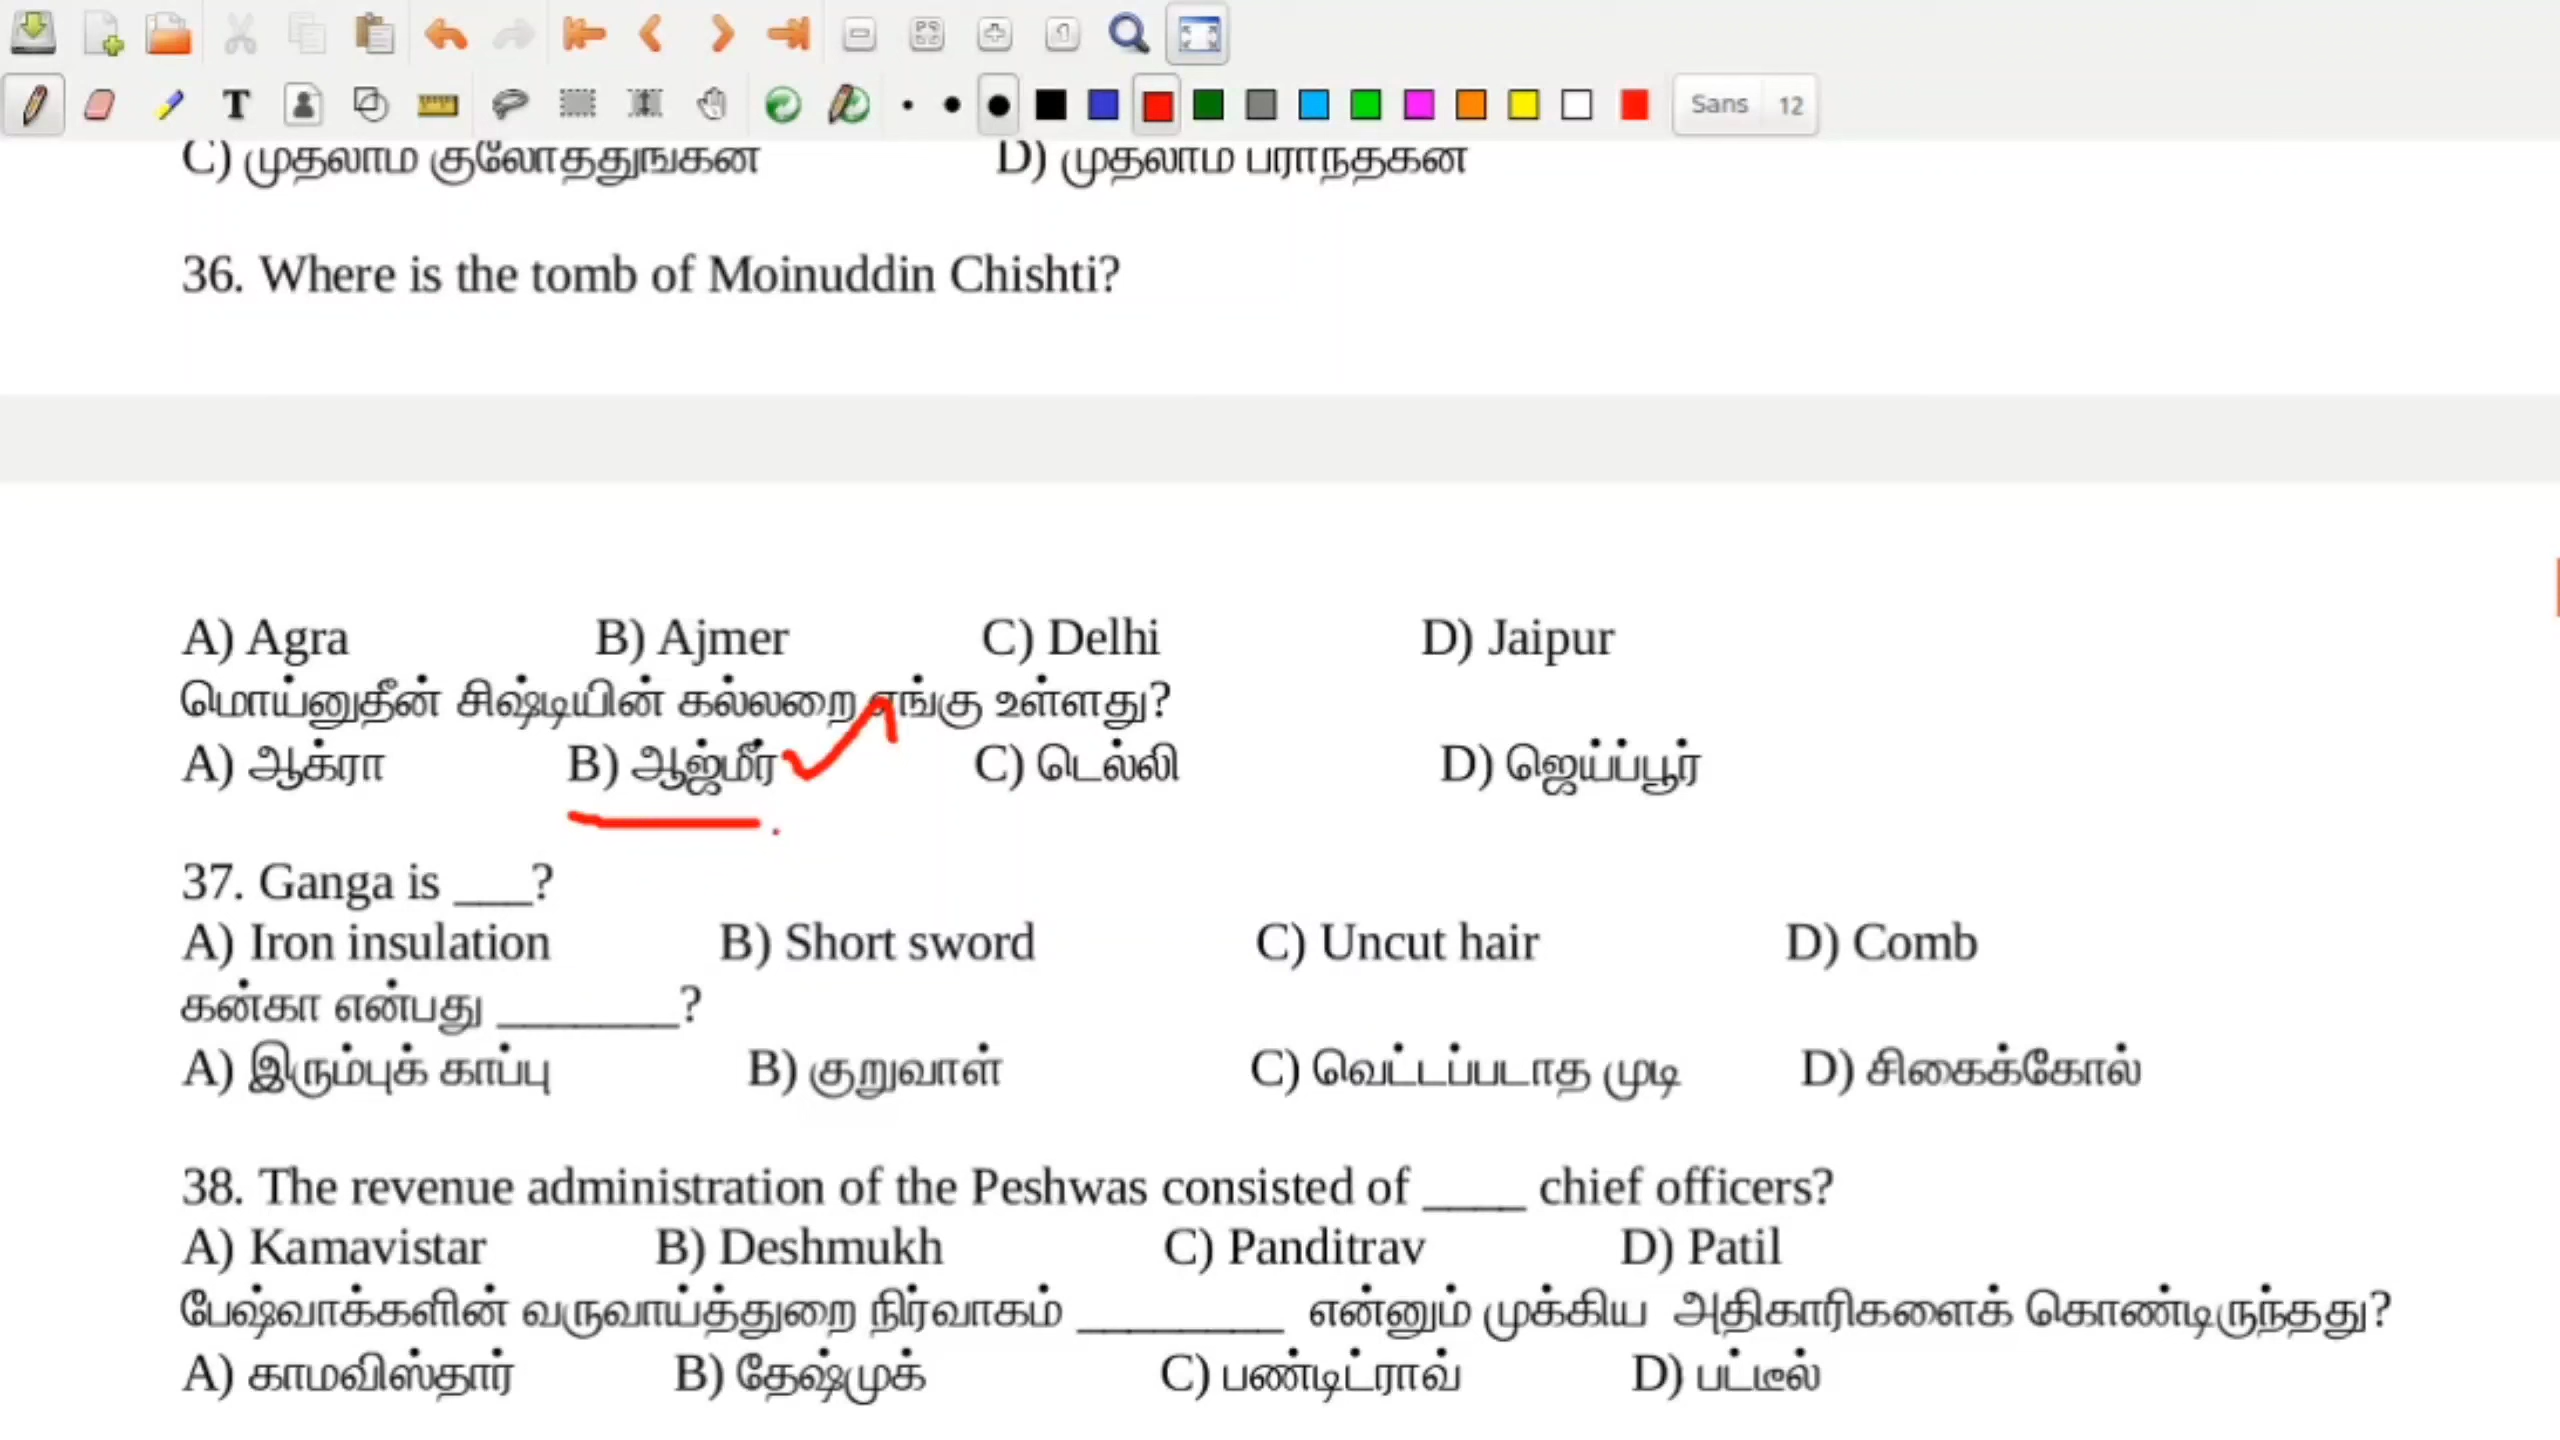 Sans 12
C) முதலாம் குலோத்துங்கன் D) முதலாம் பராந்தகன்
36. Where is the tomb of Moinuddin Chishti?
A) Agra B) Ajmer C) Delhi D) Jaipur
மொய்னுதீன் சிஷ்டியின் கல்லறை எங்கு உள்ளது?
A) ஆக்ரா B) ஆஜ்மீர் C) டெல்லி D) ஜெய்ப்பூர்
37. Ganga is ___?
A) Iron insulation B) Short sword C) Uncut hair D) Comb
கன்கா என்பது _______?
A) இரும்புக் காப்பு B) குறுவாள் C) வெட்டப்படாத முடி D) சிகைக்கோல்
38. The revenue administration of the Peshwas consisted of ____ chief officers?
A) Kamavistar B) Deshmukh C) Panditrav D) Patil
பேஷ்வாக்களின் வருவாய்த்துறை நிர்வாகம் ________ என்னும் முக்கிய அதிகாரிகளைக் கொண்டிருந்தது?
A) காமவிஸ்தார் B) தேஷ்முக் C) பண்டிட்ராவ் D) பட்டீல்